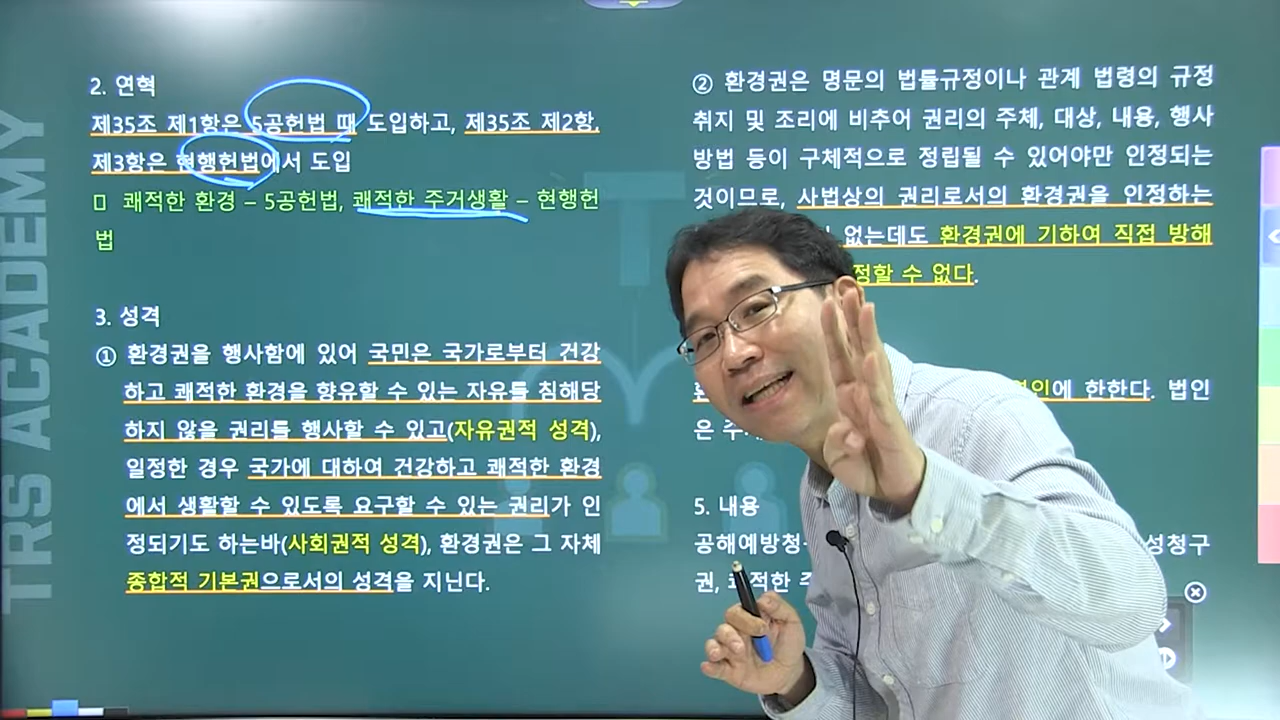 TRS ACADEMY
2. 연혁
제35조 제1항은 5공헌법 때 도입하고, 제35조 제2항,
제3항은 현행헌법에서 도입
쾌적한 환경 – 5공헌법, 쾌적한 주거생활 – 현행헌
법
3. 성격
① 환경권을 행사함에 있어 국민은 국가로부터 건강
하고 쾌적한 환경을 향유할 수 있는 자유를 침해당
하지 않을 권리를 행사할 수 있고(자유권적 성격),
일정한 경우 국가에 대하여 건강하고 쾌적한 환경
에서 생활할 수 있도록 요구할 수 있는 권리가 인
정되기도 하는바(사회권적 성격), 환경권은 그 자체
종합적 기본권으로서의 성격을 지닌다.
② 환경권은 명문의 법률규정이나 관계 법령의 규정
취지 및 조리에 비추어 권리의 주체, 대상, 내용, 행사
방법 등이 구체적으로 정립될 수 있어야만 인정되는
것이므로, 사법상의 권리로서의 환경권을 인정하는
없는데도 환경권에 기하여 직접 방해
정할 수 없다.
에 한한다. 법인
은
5. 내용
공해예방청
성청구
권,